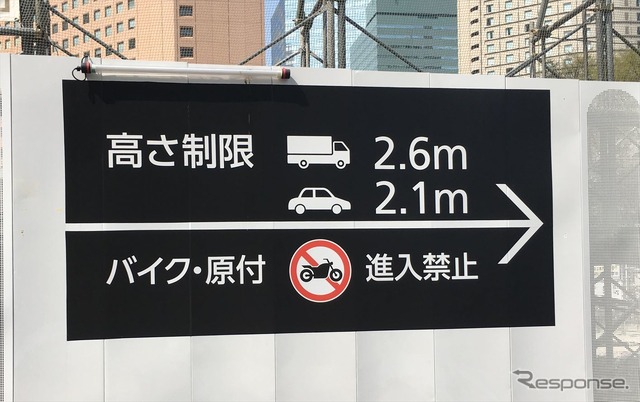 高さ制限 2.6m
2.1m
バイク・原付 進入禁止
Response.